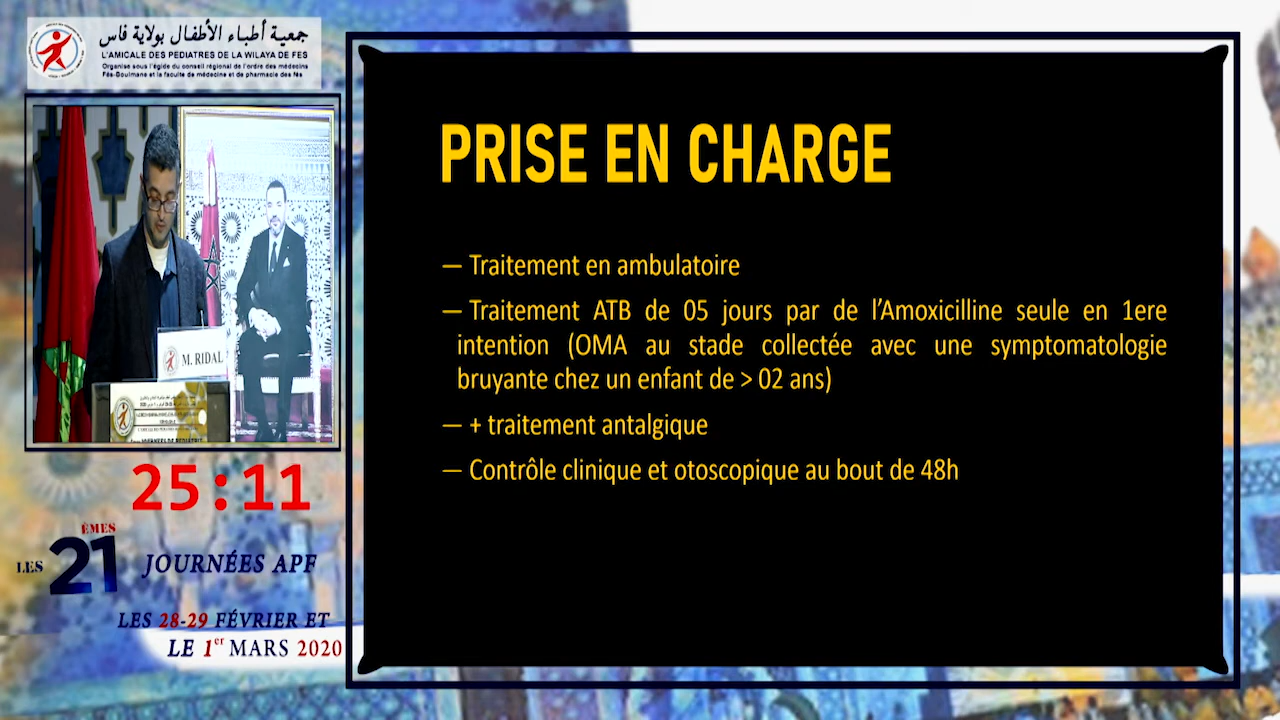 جمعية أطباء الأطفال بولاية فاس
L'AMICALE DES PEDIATRES DE LA WILAYA DE FES
Organise sous l'égide du conseil régional de l'ordre des médecins
Fès-Boulmane et la faculte de médecine et de pharmacie des fès
M. RIDAL
25:11
LES 21 ÈMES JOURNÉES APF
LES 28-29 FÉVRIER ET
LE 1er MARS 2020
PRISE EN CHARGE
— Traitement en ambulatoire
— Traitement ATB de 05 jours par de l'Amoxicilline seule en 1ere
intention (OMA au stade collectée avec une symptomatologie
bruyante chez un enfant de > 02 ans)
— + traitement antalgique
— Contrôle clinique et otoscopique au bout de 48h